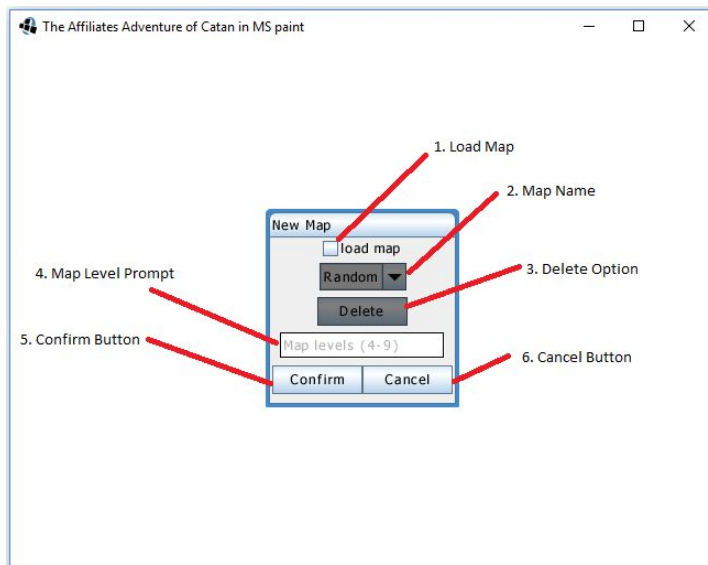 The Affiliates Adventure of Catan in MS paint
1. Load Map
2. Map Name
New Map
load map
Random
3. Delete Option
4. Map Level Prompt
Delete
5. Confirm Button
Map levels (4-9)
6. Cancel Button
Confirm Cancel